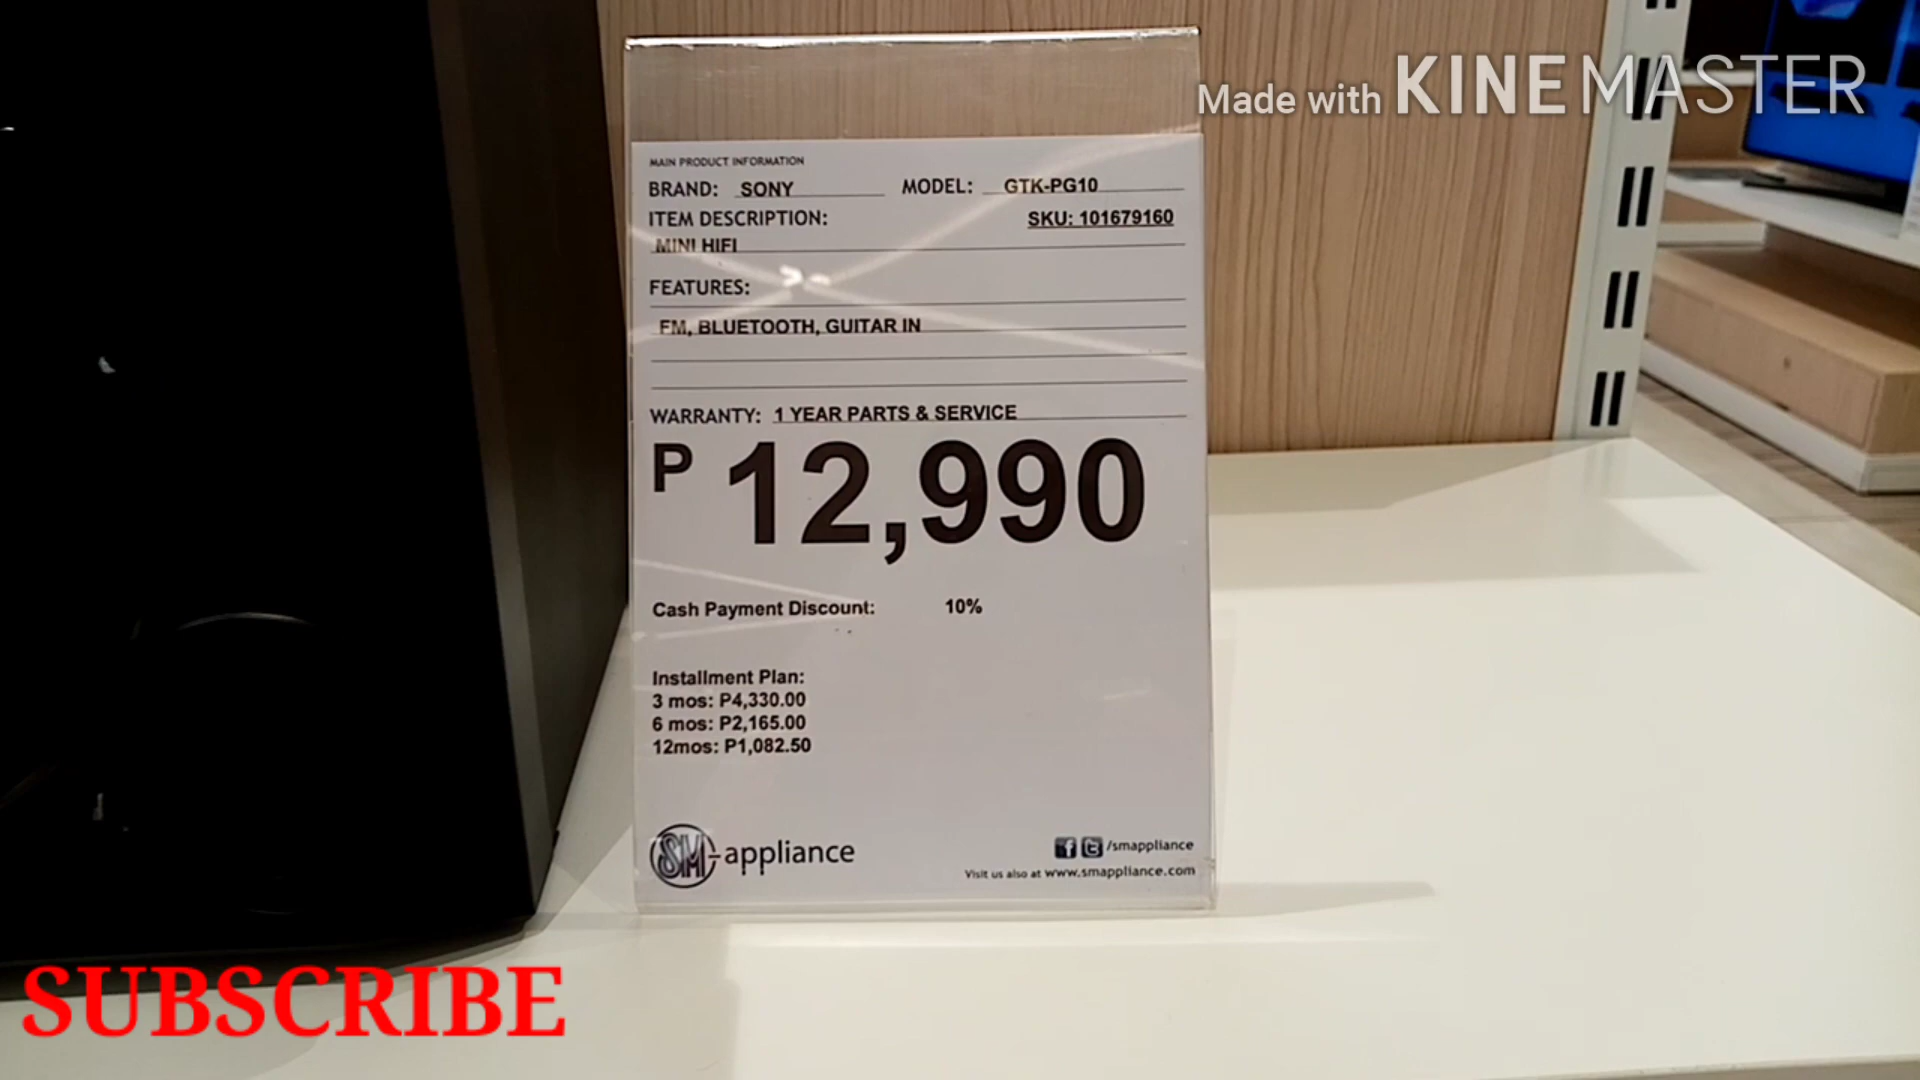 Made with KINEMASTER
MAIN PRODUCT INFORMATION
BRAND: SONY MODEL: GTK-PG10
ITEM DESCRIPTION: SKU: 101679160
MINI HIFI
FEATURES:
FM, BLUETOOTH, GUITAR IN
WARRANTY: 1 YEAR PARTS & SERVICE
P 12,990
Cash Payment Discount: 10%
Installment Plan:
3 mos: P4,330.00
6 mos: P2,165.00
12mos: P1,082.50
SM appliance
/smappliance
Visit us also at www.smappliance.com
SUBSCRIBE